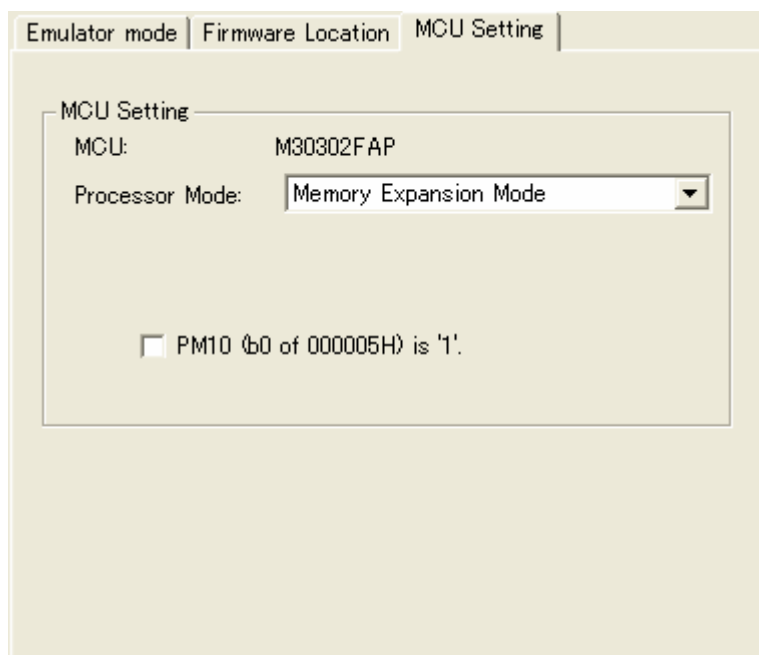 Emulator mode Firmware Location MCU Setting
MCU Setting
MCU: M30302FAP
Processor Mode: Memory Expansion Mode
PM10 (b0 of 000005H) is '1'.